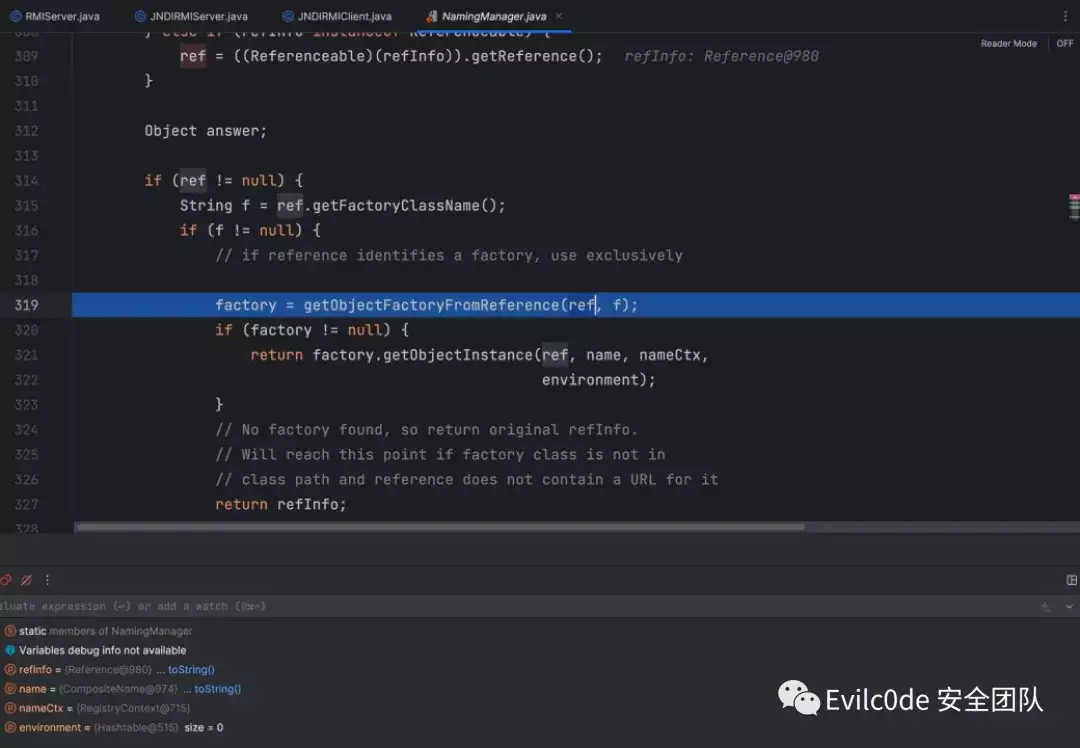 RMIServer.java JNDIRMIServer.java JNDIRMIClient.java NamingManager.java
308 } else if (refInfo instanceof Referenceable) {
Reader Mode OFF
309 ref = ((Referenceable)(refInfo)).getReference(); refInfo: Reference@980
310 }
311
312 Object answer;
313
314 if (ref != null) {
315 String f = ref.getFactoryClassName();
316 if (f != null) {
317 // if reference identifies a factory, use exclusively
318
319 factory = getObjectFactoryFromReference(ref, f);
320 if (factory != null) {
321 return factory.getObjectInstance(ref, name, nameCtx,
322 environment);
323 }
324 // No factory found, so return original refInfo.
325 // Will reach this point if factory class is not in
326 // class path and reference does not contain a URL for it
327 return refInfo;
328
aluate expression (⏎) or add a watch (⇧⌘⏎)
static members of NamingManager
Variables debug info not available
refInfo = {Reference@980} ... toString()
name = {CompositeName@974} ... toString()
nameCtx = {RegistryContext@715}
environment = {Hashtable@515} size = 0
Evilc0de 安全团队